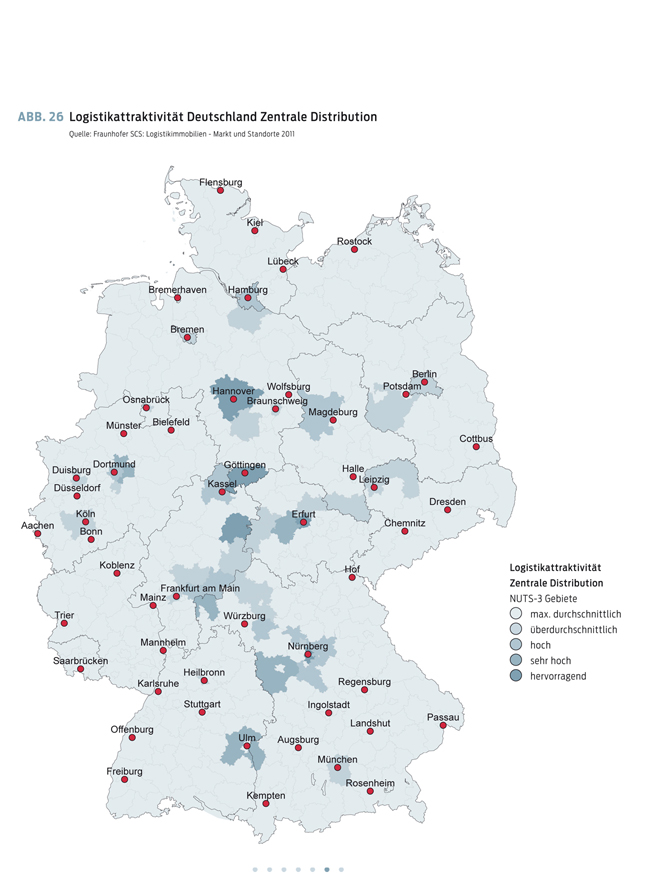 ABB. 26 Logistikattraktivität Deutschland Zentrale Distribution
Quelle: Fraunhofer SCS: Logistikimmobilien - Markt und Standorte 2011
Flensburg
Kiel
Rostock
Lübeck
Bremerhaven
Hamburg
Bremen
Berlin
Potsdam
Hannover
Wolfsburg
Braunschweig
Osnabrück
Magdeburg
Münster
Bielefeld
Cottbus
Dortmund
Göttingen
Duisburg
Halle
Leipzig
Düsseldorf
Kassel
Dresden
Köln
Erfurt
Aachen
Chemnitz
Bonn
Koblenz
Hof
Frankfurt am Main
Mainz
Trier
Würzburg
Mannheim
Nürnberg
Saarbrücken
Heilbronn
Karlsruhe
Regensburg
Stuttgart
Ingolstadt
Passau
Landshut
Offenburg
Ulm
Augsburg
München
Freiburg
Rosenheim
Kempten
Logistikattraktivität
Zentrale Distribution
NUTS-3 Gebiete
max. durchschnittlich
überdurchschnittlich
hoch
sehr hoch
hervorragend